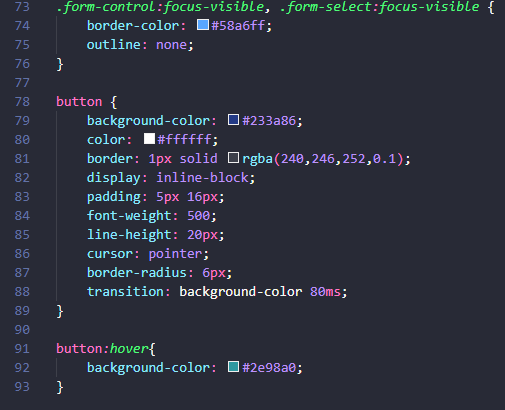 73 .form-control:focus-visible, .form-select:focus-visible {
74     border-color: #58a6ff;
75     outline: none;
76 }
77
78 button {
79     background-color: #233a86;
80     color: #ffffff;
81     border: 1px solid rgba(240,246,252,0.1);
82     display: inline-block;
83     padding: 5px 16px;
84     font-weight: 500;
85     line-height: 20px;
86     cursor: pointer;
87     border-radius: 6px;
88     transition: background-color 80ms;
89 }
90
91 button:hover{
92     background-color: #2e98a0;
93 }